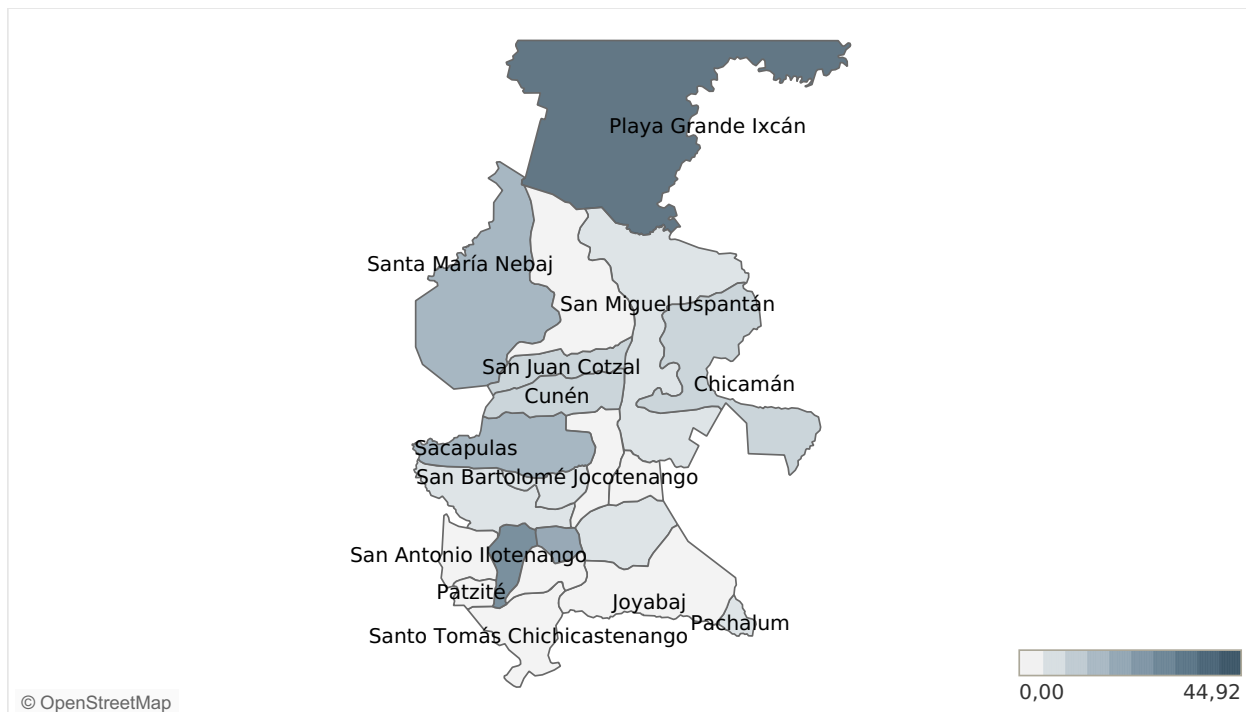 Playa Grande Ixcán
Santa María Nebaj
San Miguel Uspantán
San Juan Cotzal
Chicamán
Cunén
Sacapulas
San Bartolomé Jocotenango
San Antonio Ilotenango
Patzité
Joyabaj
Pachalum
Santo Tomás Chichicastenango
0,00 44,92
© OpenStreetMap